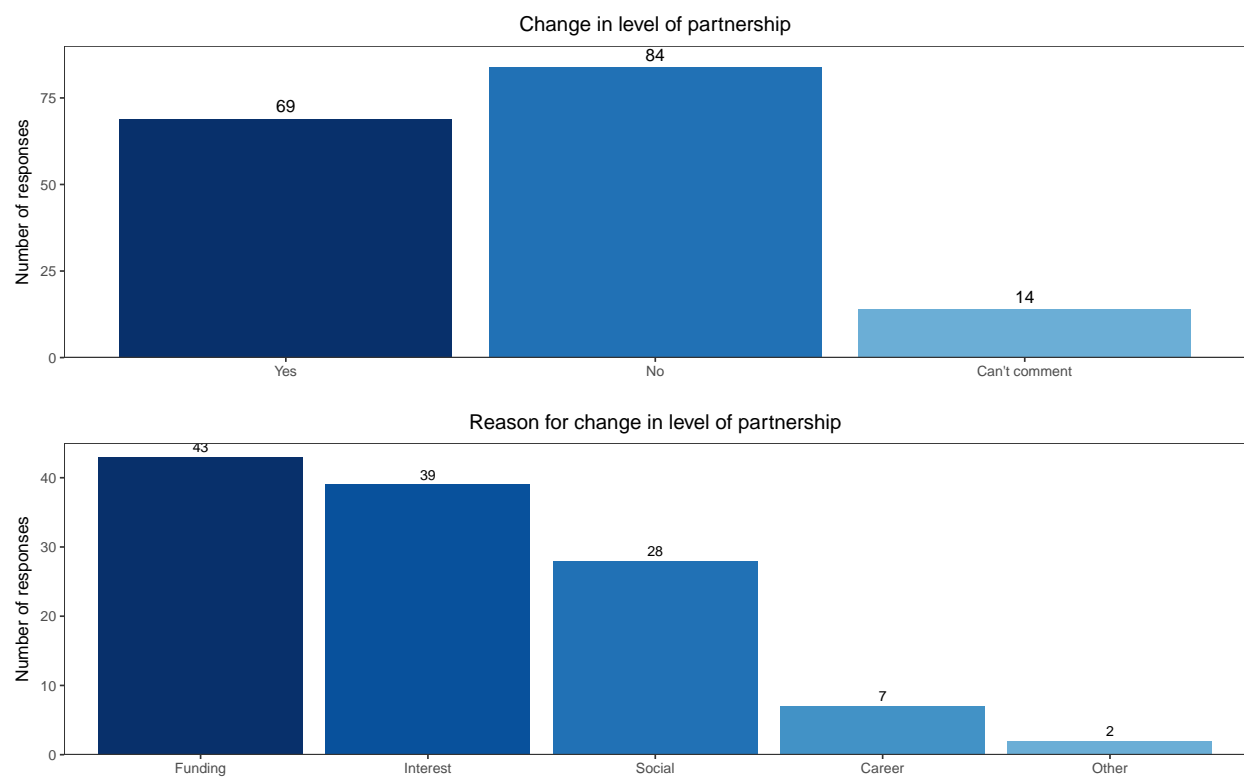 Change in level of partnership
Number of responses
75
50
25
0
69
84
14
Yes
No
Can't comment
Reason for change in level of partnership
Number of responses
40
30
20
10
0
43
39
28
7
2
Funding
Interest
Social
Career
Other